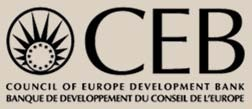 CEB
COUNCIL OF EUROPE DEVELOPMENT BANK
BANQUE DE DEVELOPPEMENT DU CONSEIL DE L'EUROPE